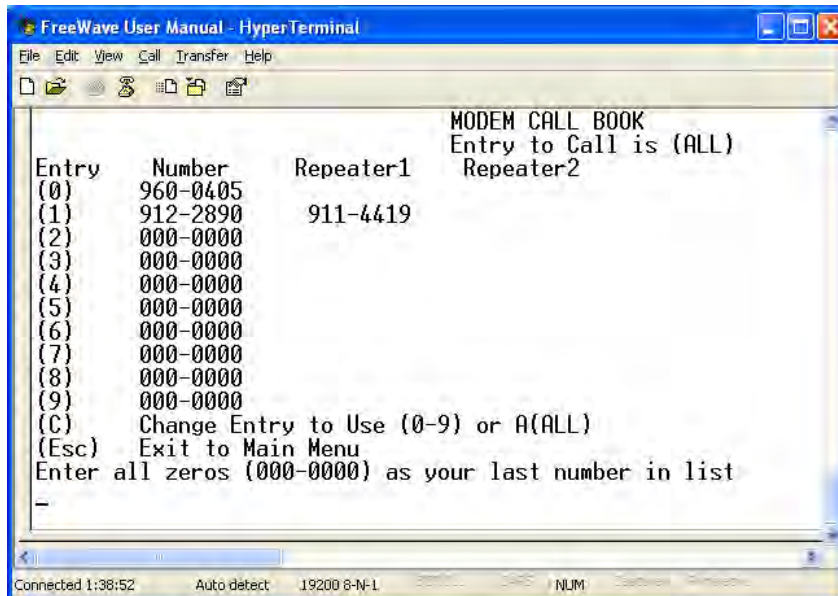 FreeWave User Manual - HyperTerminal
File Edit View Call Transfer Help
MODEM CALL BOOK
Entry to Call is (ALL)
Entry Number Repeater1 Repeater2
(0) 960-0405
(1) 912-2890 911-4419
(2) 000-0000
(3) 000-0000
(4) 000-0000
(5) 000-0000
(6) 000-0000
(7) 000-0000
(8) 000-0000
(9) 000-0000
(C) Change Entry to Use (0-9) or A(ALL)
(Esc) Exit to Main Menu
Enter all zeros (000-0000) as your last number in list
Connected 1:38:52 Auto detect 19200 8-N-1 NUM